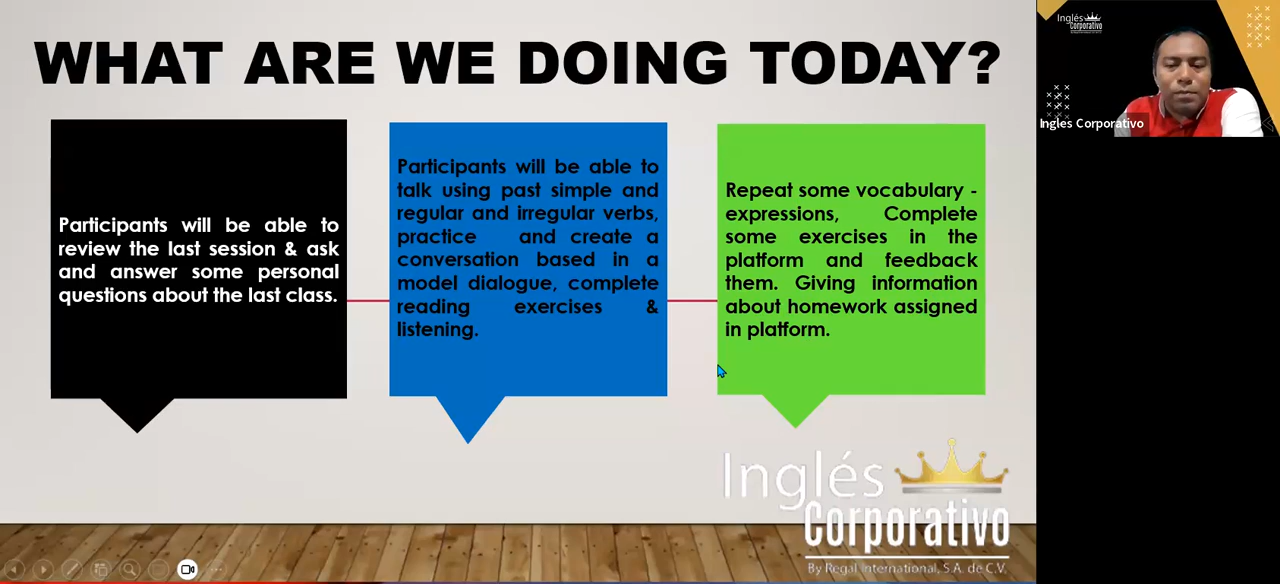 WHAT ARE WE DOING TODAY?
Participants will be able to
review the last session & ask
and answer some personal
questions about the last class.
Participants will be able to
talk using past simple and
regular and irregular verbs,
practice and create a
conversation based in a
model dialogue, complete
reading exercises &
listening.
Repeat some vocabulary -
expressions, Complete
some exercises in the
platform and feedback
them. Giving information
about homework assigned
in platform.
Inglés
Corporativo
By Regal International, S.A. de C.V.
Inglés
Corporativo
Ingles Corporativo